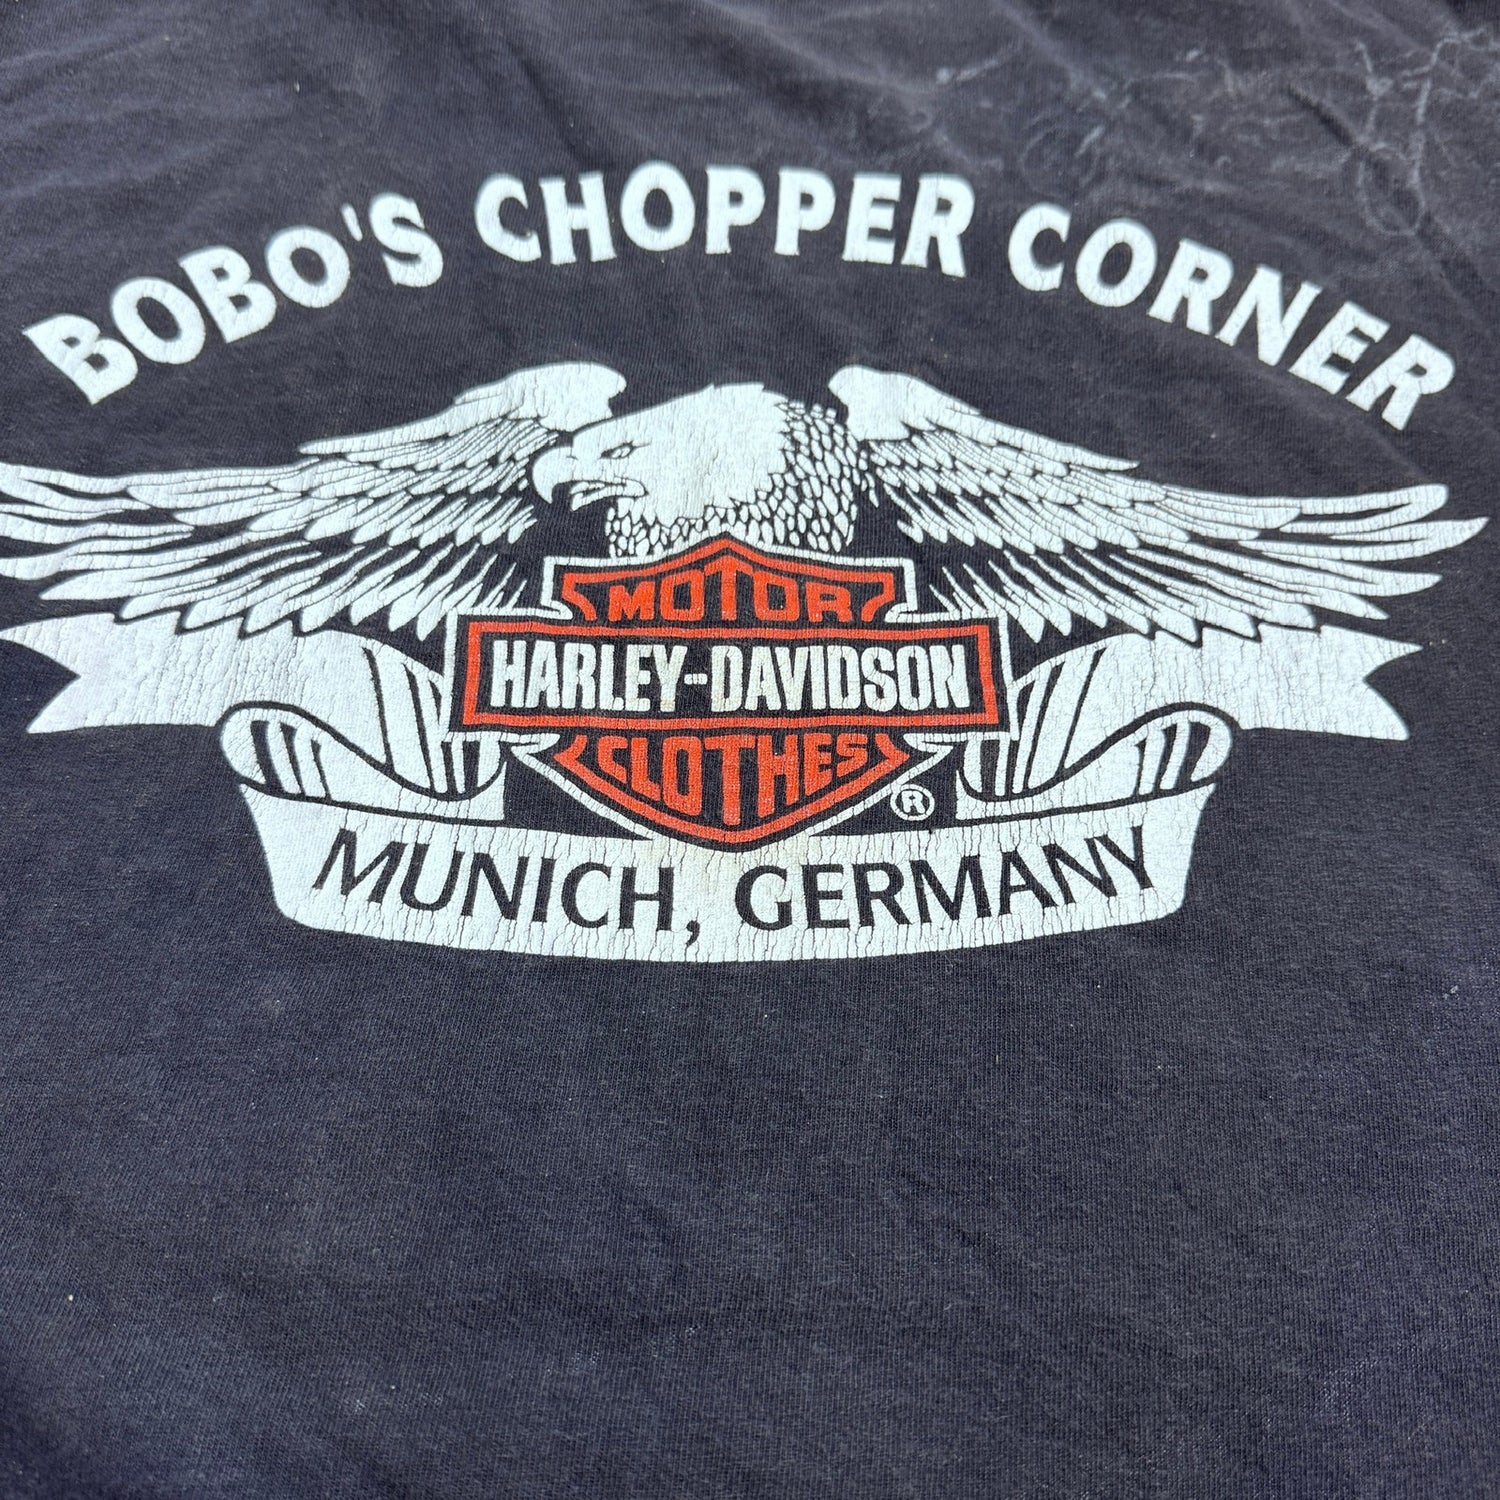 BOBO'S CHOPPER CORNER
MOTOR
HARLEY-DAVIDSON
CLOTHES
®
MUNICH, GERMANY